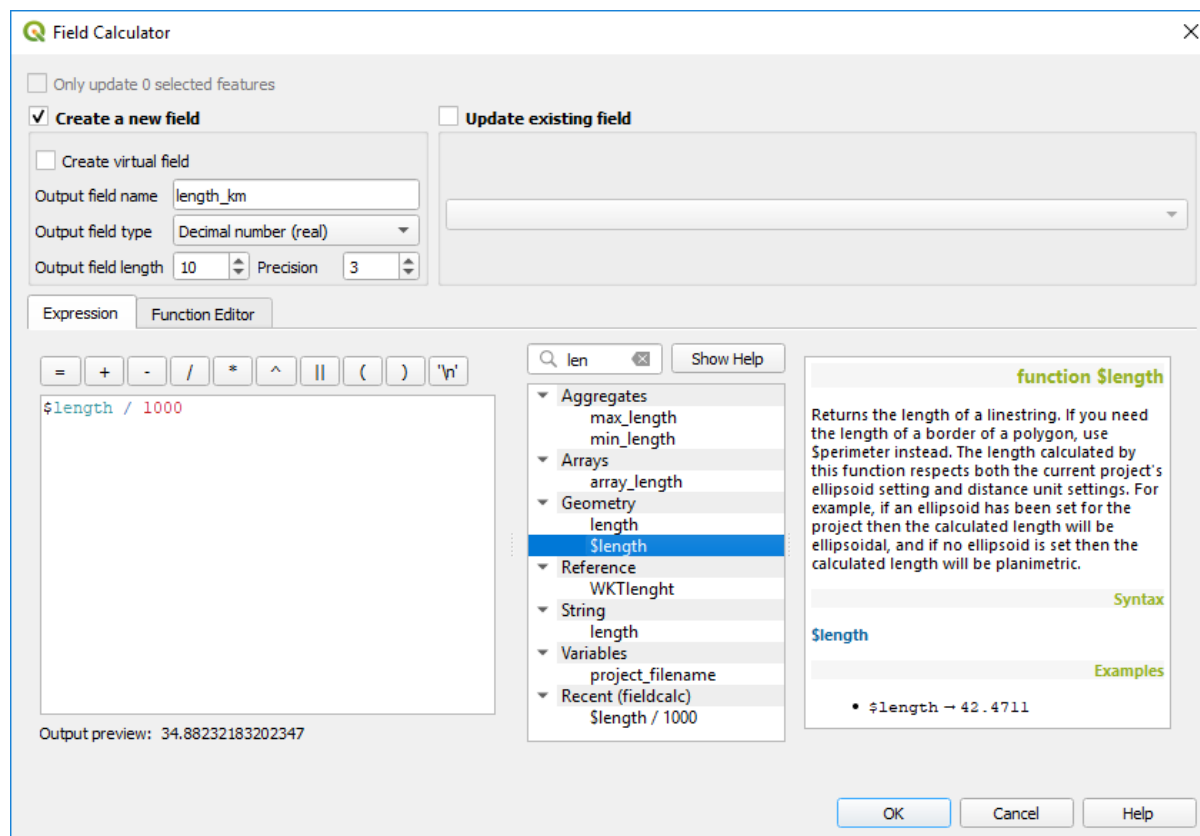 Field Calculator
Only update 0 selected features
Create a new field
Update existing field
Create virtual field
Output field name length_km
Output field type Decimal number (real)
Output field length 10 Precision 3
Expression Function Editor
= + - / * ^ || ( ) '\n'
$length / 1000
Output preview: 34.88232183202347
len Show Help
Aggregates
max_length
min_length
Arrays
array_length
Geometry
length
$length
Reference
WKTlenght
String
length
Variables
project_filename
Recent (fieldcalc)
$length / 1000
function $length
Returns the length of a linestring. If you need
the length of a border of a polygon, use
$perimeter instead. The length calculated by
this function respects both the current project's
ellipsoid setting and distance unit settings. For
example, if an ellipsoid has been set for the
project then the calculated length will be
ellipsoidal, and if no ellipsoid is set then the
calculated length will be planimetric.
Syntax
$length
Examples
• $length → 42.4711
OK Cancel Help